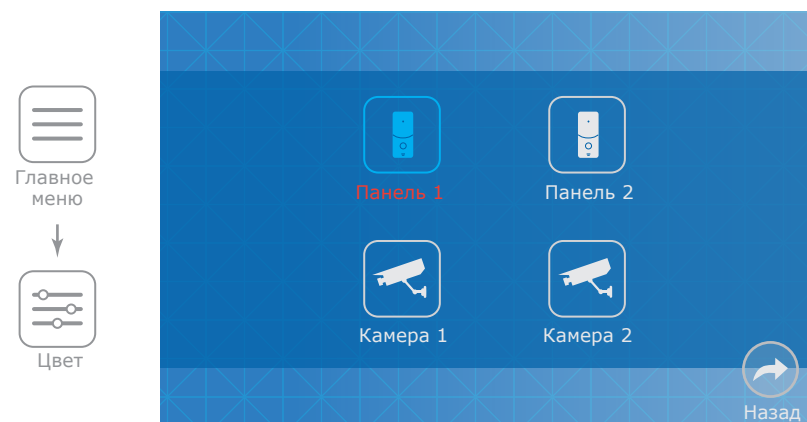 Главное
меню
Цвет
Панель 1
Панель 2
Камера 1
Камера 2
Назад